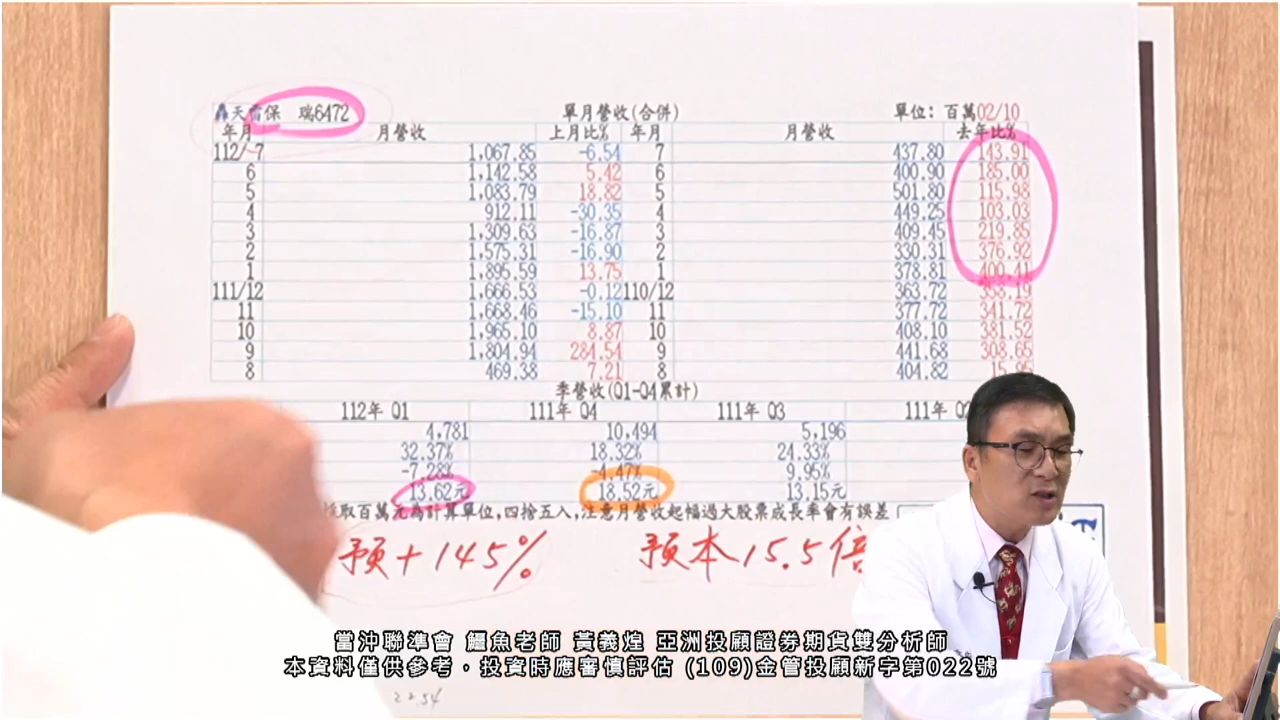 轟天雷保 瑞6472 單月營收(合併) 單位: 百萬02/10
年月 月營收 上月比% 年月 月營收 去年比%
112/ 7 1,067.85 -6.54 7 437.80 143.91
6 1,142.58 5.42 6 400.90 185.00
5 1,083.79 18.82 5 501.80 115.98
4 912.11 -30.35 4 449.25 103.03
3 1,309.63 -16.87 3 409.45 219.85
2 1,575.31 -16.90 2 330.31 376.92
1 1,895.59 13.75 1 378.81 400.41
111/12 1,666.53 -0.12 110/12 363.72 358.19
11 1,668.46 -15.10 11 377.72 341.72
10 1,965.10 8.87 10 408.10 381.52
9 1,804.94 284.54 9 441.68 308.65
8 469.38 7.21 8 404.82 15.95
季營收(Q1-Q4累計)
112年 Q1 111年 Q4 111年 Q3 111年 Q2
4,781 10,494 5,196
32.37% 18.32% 24.33%
-7.28% -4.47% 9.95%
13.62元 18.52元 13.15元
採取百萬元為計算單位,四捨五入,注意月營收起幅過大股票成長率會有誤差
預+145% 預本15.5倍
當沖聯準會 鱷魚老師 黃義煌 亞洲投顧證券期貨雙分析師
本資料僅供參考，投資時應審慎評估 (109)金管投顧新字第022號